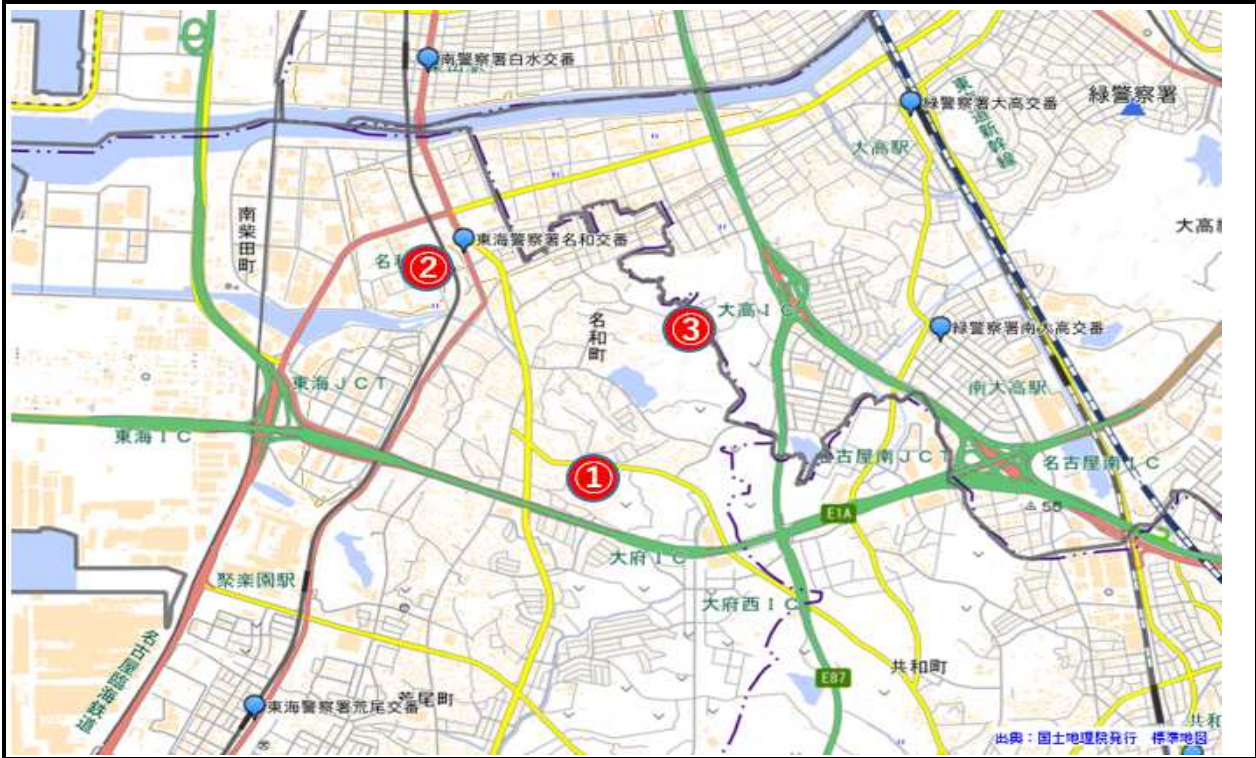 南警察署白水交番
緑警察署大高交番
緑警察署
東海道新幹線
大高駅
南柴田町
東海警察署名和交番
②
名和町
③
大高IC
緑警察署南大高交番
東海JCT
南大高駅
東海IC
名古屋南JCT
名古屋南IC
①
E1A
55
大府IC
聚楽園駅
大府西IC
名古屋臨海鉄道
E87
共和町
東海警察署荒尾交番
荒尾町
共和
出典：国土地理院発行 標準地図